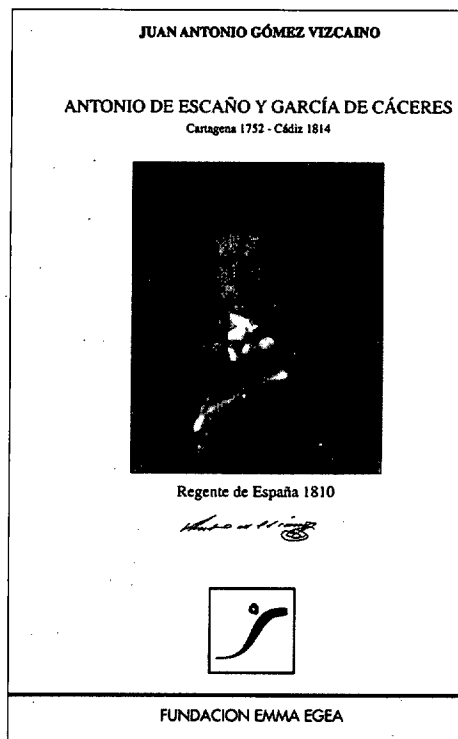 JUAN ANTONIO GÓMEZ VIZCAINO
ANTONIO DE ESCAÑO Y GARCÍA DE CÁCERES
Cartagena 1752 - Cádiz 1814
Regente de España 1810
FUNDACION EMMA EGEA